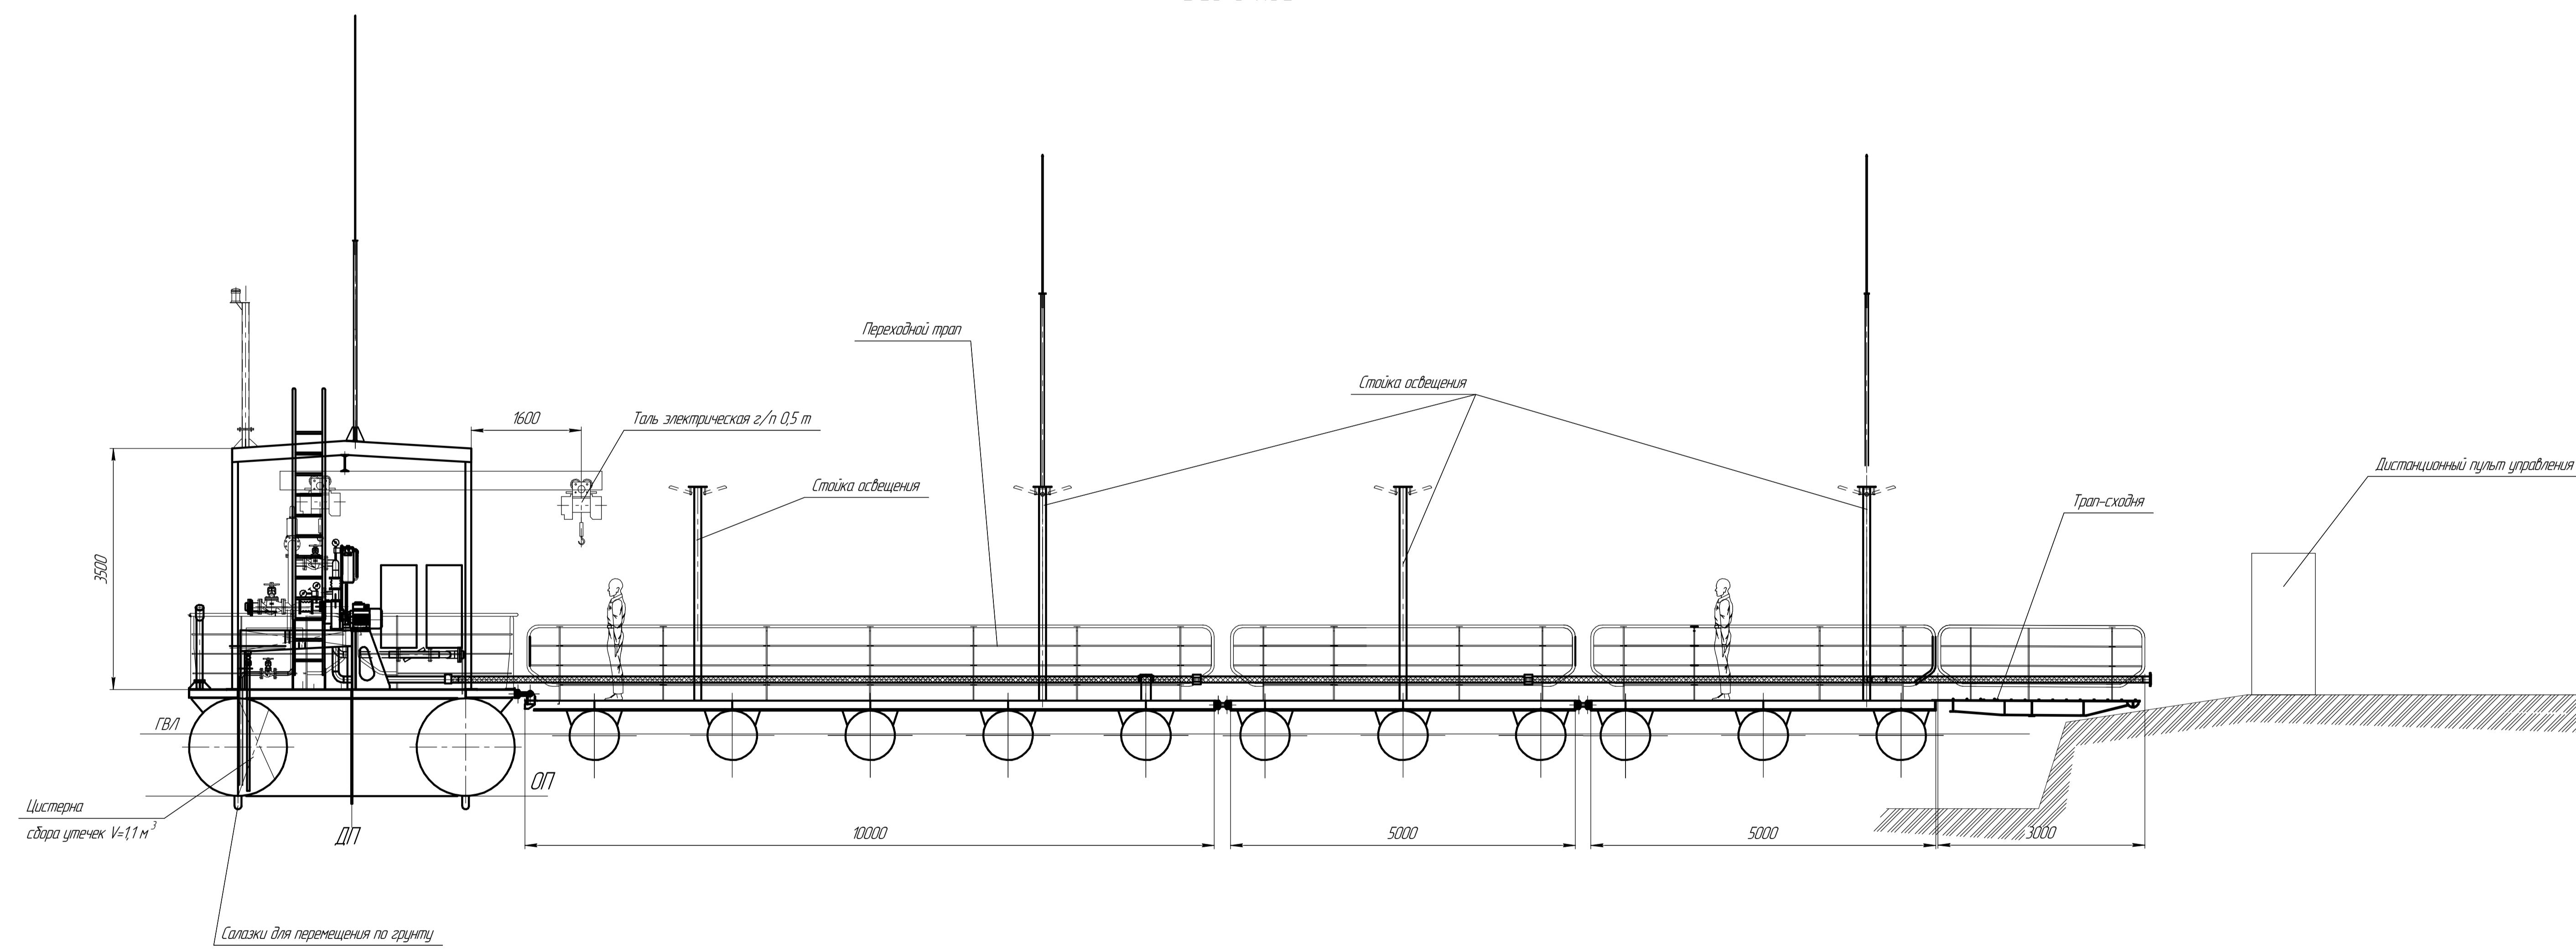 Переходной трап
Стойка освещения
1600
Таль электрическая г/п 0,5 т
Дистанционный пульт управления
Стойка освещения
Трап-сходня
3500
ГВЛ
ОП
Цистерна
сбора утечек V=1,1 м³
ДП
10000
5000
5000
3000
Салазки для перемещения по грунту